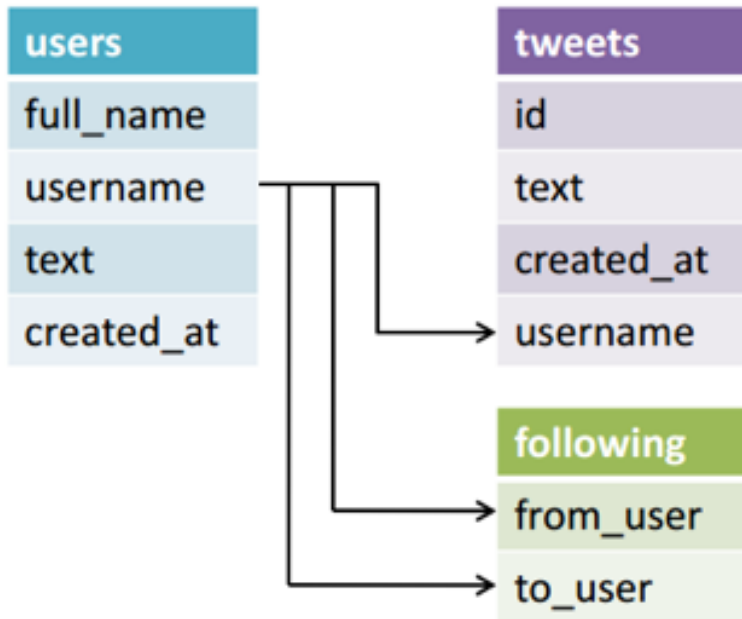 users
full_name
username
text
created_at
tweets
id
text
created_at
username
following
from_user
to_user